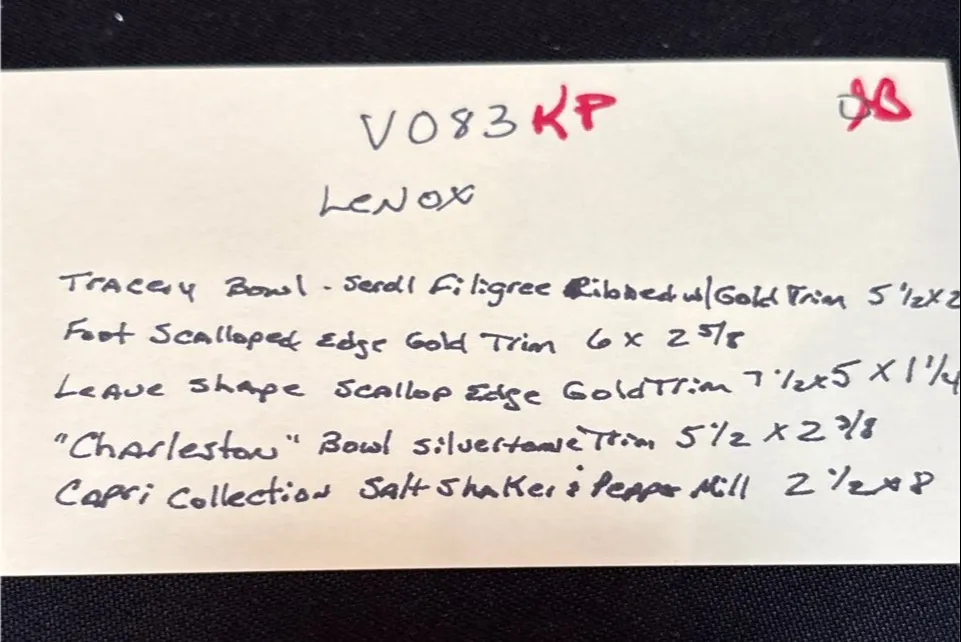 V083 KP JB
LENOX
Tracery Bowl - Scroll Filigree Ribbed w/Gold Trim 5 1/2 x 2
Foot Scalloped Edge Gold Trim 6 x 2 5/8
Leave Shape Scallop Edge Gold Trim 7 1/2 x 5 x 1 1/4
"Charleston" Bowl silvertone Trim 5 1/2 x 2 3/8
Capri Collection Salt Shaker & Pepper Mill 2 1/2 x 8